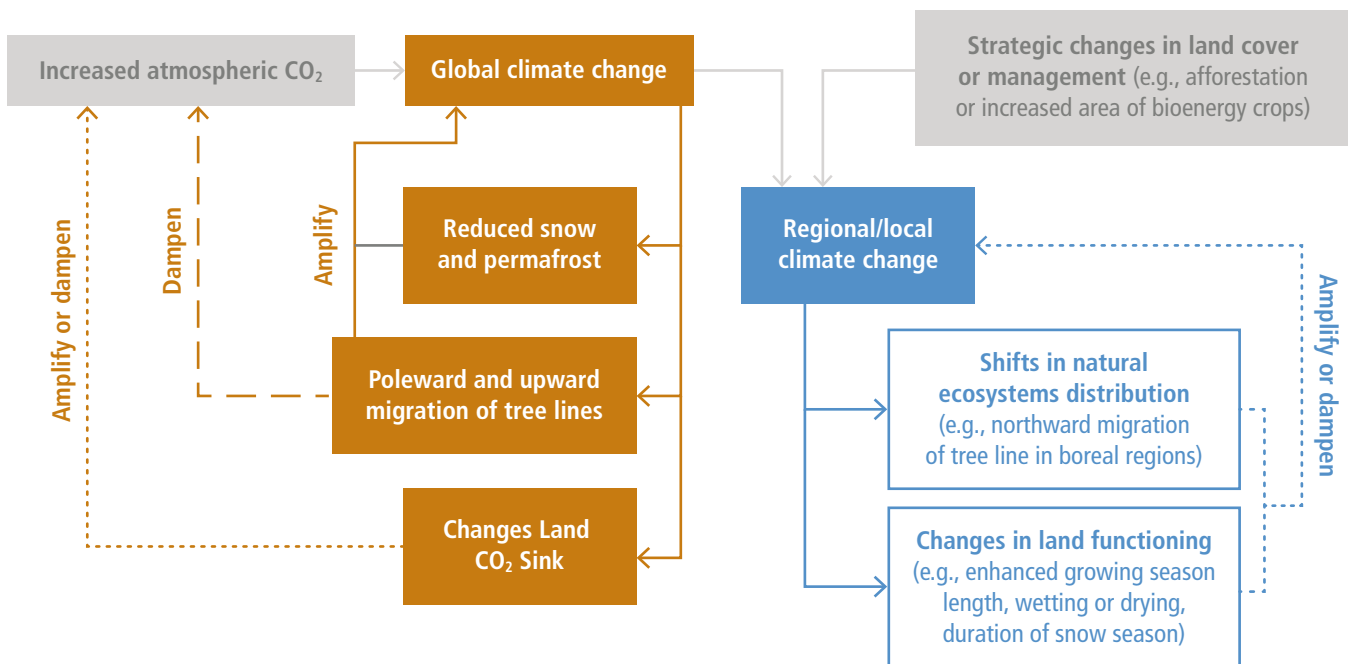 Increased atmospheric CO₂
Global climate change
Strategic changes in land cover
or management (e.g., afforestation
or increased area of bioenergy crops)
Amplify or dampen
Dampen
Amplify
Reduced snow
and permafrost
Regional/local
climate change
Poleward and upward
migration of tree lines
Shifts in natural
ecosystems distribution
(e.g., northward migration
of tree line in boreal regions)
Amplify or dampen
Changes Land
CO₂ Sink
Changes in land functioning
(e.g., enhanced growing season
length, wetting or drying,
duration of snow season)